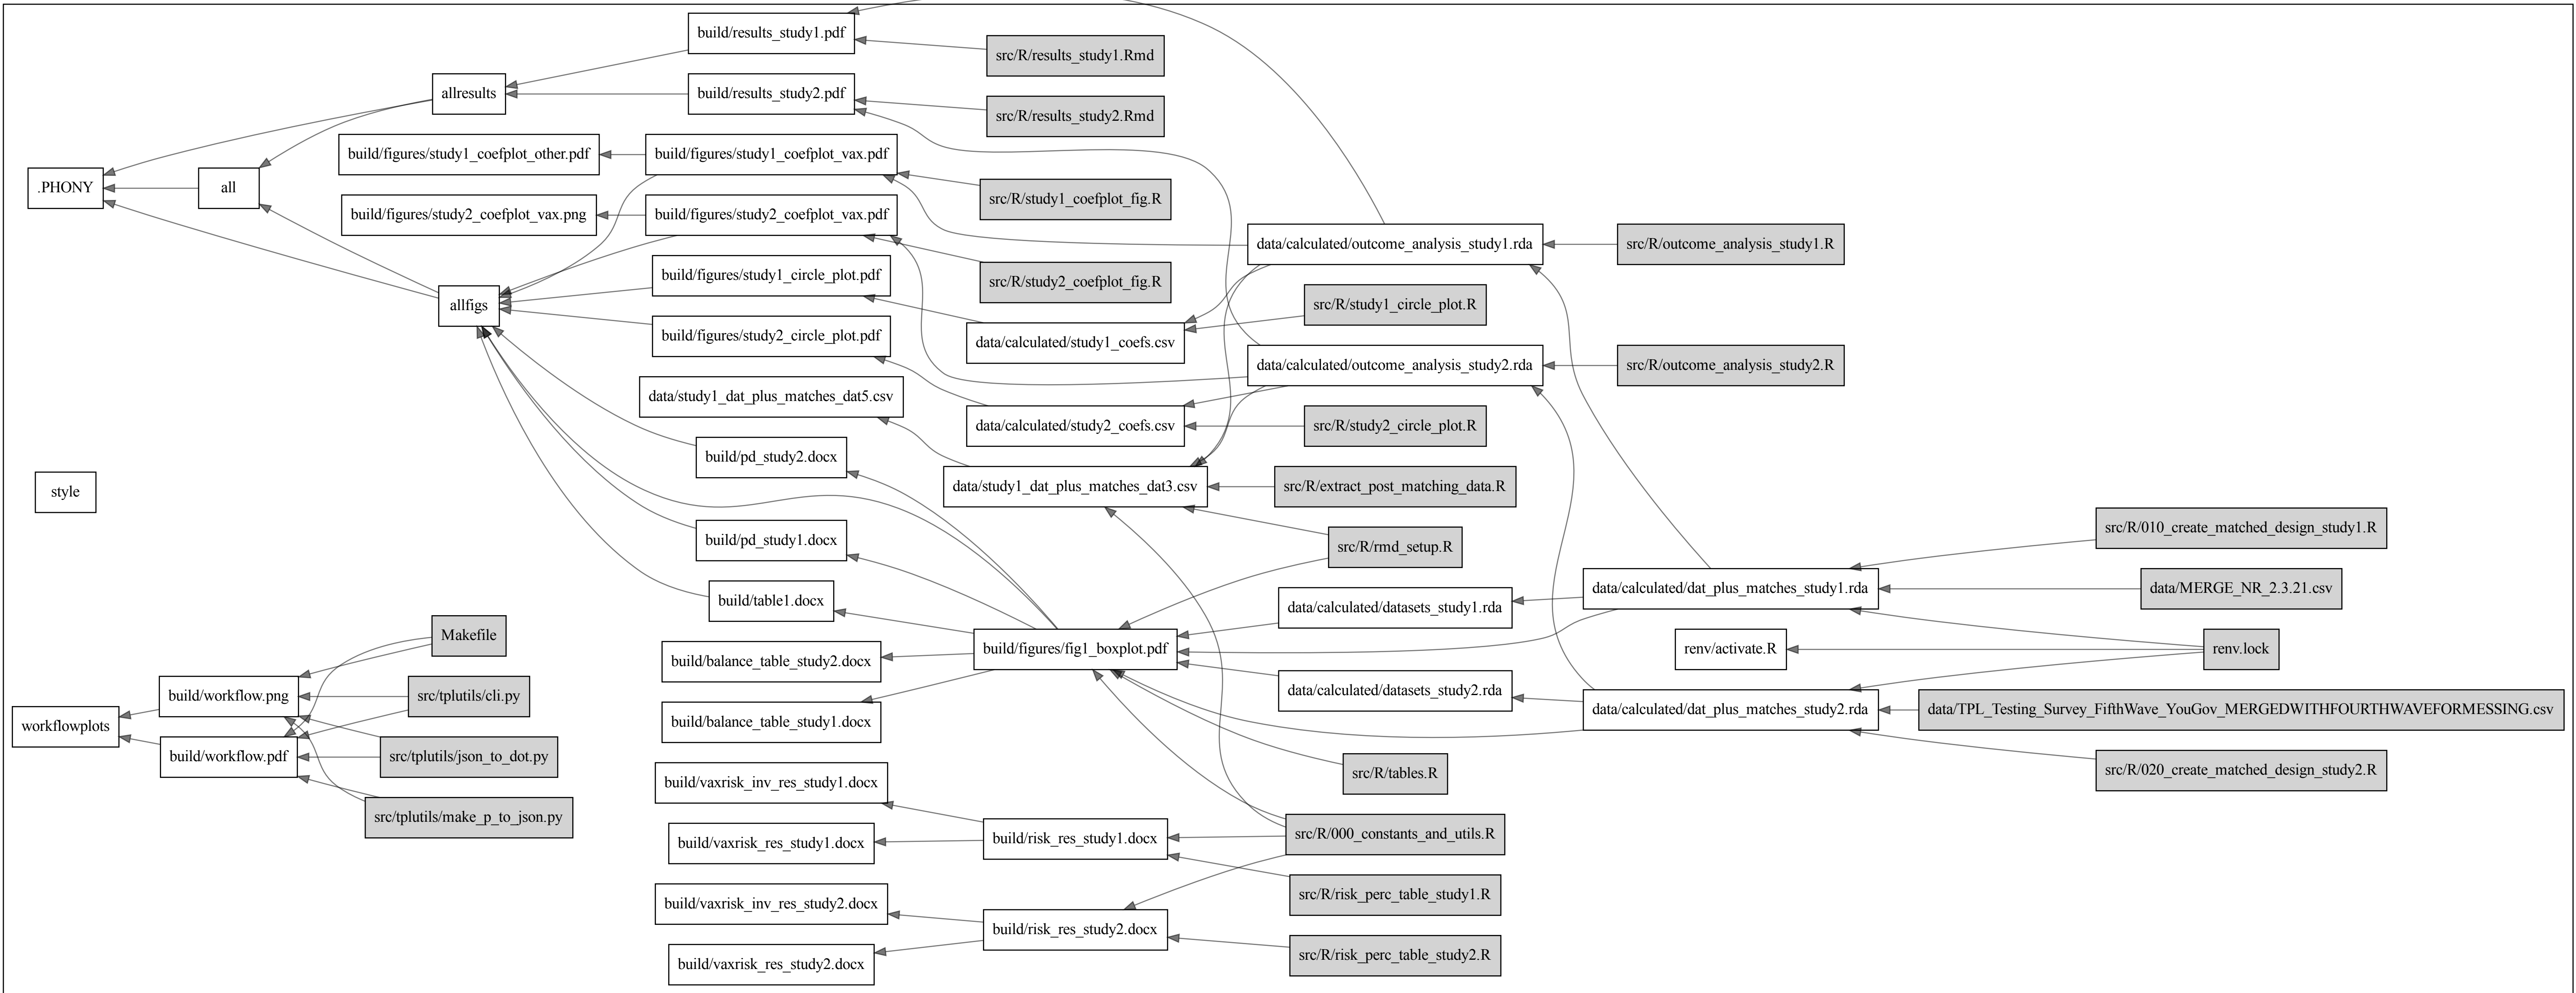 build/results_study1.pdf
src/R/results_study1.Rmd
allresults
build/results_study2.pdf
src/R/results_study2.Rmd
build/figures/study1_coefplot_other.pdf
build/figures/study1_coefplot_vax.pdf
.PHONY
all
src/R/study1_coefplot_fig.R
build/figures/study2_coefplot_vax.png
build/figures/study2_coefplot_vax.pdf
data/calculated/outcome_analysis_study1.rda
src/R/outcome_analysis_study1.R
build/figures/study1_circle_plot.pdf
src/R/study2_coefplot_fig.R
allfigs
src/R/study1_circle_plot.R
build/figures/study2_circle_plot.pdf
data/calculated/study1_coefs.csv
data/calculated/outcome_analysis_study2.rda
src/R/outcome_analysis_study2.R
data/study1_dat_plus_matches_dat5.csv
data/calculated/study2_coefs.csv
src/R/study2_circle_plot.R
build/pd_study2.docx
style
data/study1_dat_plus_matches_dat3.csv
src/R/extract_post_matching_data.R
src/R/010_create_matched_design_study1.R
build/pd_study1.docx
src/R/rmd_setup.R
data/calculated/dat_plus_matches_study1.rda
data/MERGE_NR_2.3.21.csv
build/table1.docx
data/calculated/datasets_study1.rda
Makefile
build/figures/fig1_boxplot.pdf
renv/activate.R
renv.lock
build/balance_table_study2.docx
build/workflow.png
src/tplutils/cli.py
data/calculated/datasets_study2.rda
data/calculated/dat_plus_matches_study2.rda
data/TPL_Testing_Survey_FifthWave_YouGov_MERGEDWITHFOURTHWAVEFORMESSING.csv
workflowplots
build/balance_table_study1.docx
build/workflow.pdf
src/tplutils/json_to_dot.py
src/R/tables.R
src/R/020_create_matched_design_study2.R
build/vaxrisk_inv_res_study1.docx
src/tplutils/make_p_to_json.py
build/vaxrisk_res_study1.docx
build/risk_res_study1.docx
src/R/000_constants_and_utils.R
src/R/risk_perc_table_study1.R
build/vaxrisk_inv_res_study2.docx
build/risk_res_study2.docx
src/R/risk_perc_table_study2.R
build/vaxrisk_res_study2.docx